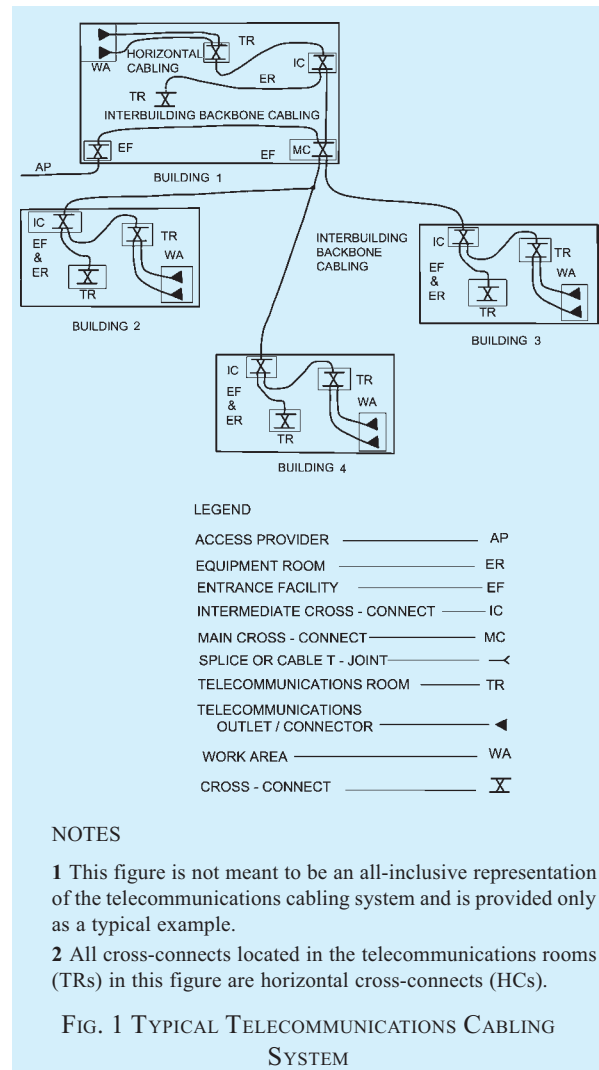 TR
HORIZONTAL
CABLING
WA
IC
ER
TR
INTERBUILDING BACKBONE CABLING
EF
EF
MC
AP
BUILDING 1
IC
EF
&
ER
TR
WA
TR
BUILDING 2
INTERBUILDING
BACKBONE
CABLING
IC
EF
&
ER
TR
WA
TR
BUILDING 3
IC
EF
&
ER
TR
WA
TR
BUILDING 4
LEGEND
ACCESS PROVIDER AP
EQUIPMENT ROOM ER
ENTRANCE FACILITY EF
INTERMEDIATE CROSS - CONNECT IC
MAIN CROSS - CONNECT MC
SPLICE OR CABLE T - JOINT
TELECOMMUNICATIONS ROOM TR
TELECOMMUNICATIONS
OUTLET / CONNECTOR
WORK AREA WA
CROSS - CONNECT
NOTES
1 This figure is not meant to be an all-inclusive representation
of the telecommunications cabling system and is provided only
as a typical example.
2 All cross-connects located in the telecommunications rooms
(TRs) in this figure are horizontal cross-connects (HCs).
FIG. 1 TYPICAL TELECOMMUNICATIONS CABLING
SYSTEM